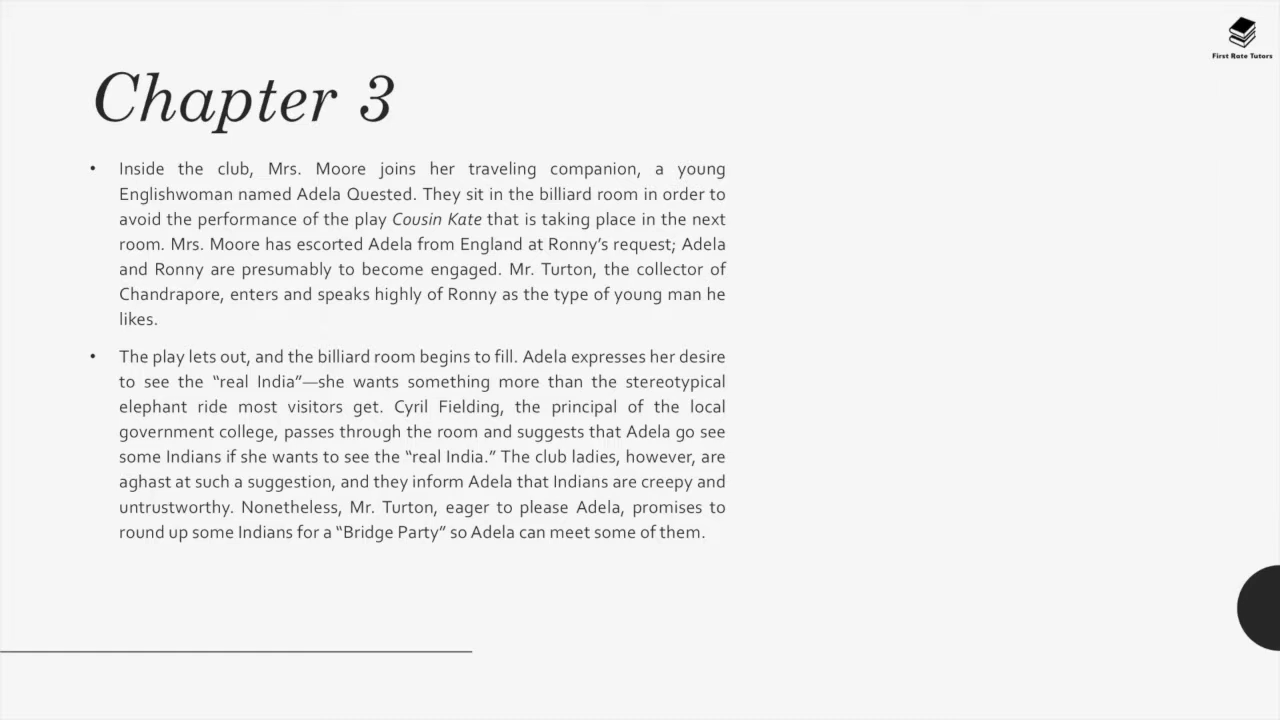 First Rate Tutors
Chapter 3
• Inside the club, Mrs. Moore joins her traveling companion, a young
Englishwoman named Adela Quested. They sit in the billiard room in order to
avoid the performance of the play Cousin Kate that is taking place in the next
room. Mrs. Moore has escorted Adela from England at Ronny’s request; Adela
and Ronny are presumably to become engaged. Mr. Turton, the collector of
Chandrapore, enters and speaks highly of Ronny as the type of young man he
likes.
• The play lets out, and the billiard room begins to fill. Adela expresses her desire
to see the “real India”—she wants something more than the stereotypical
elephant ride most visitors get. Cyril Fielding, the principal of the local
government college, passes through the room and suggests that Adela go see
some Indians if she wants to see the “real India.” The club ladies, however, are
aghast at such a suggestion, and they inform Adela that Indians are creepy and
untrustworthy. Nonetheless, Mr. Turton, eager to please Adela, promises to
round up some Indians for a “Bridge Party” so Adela can meet some of them.